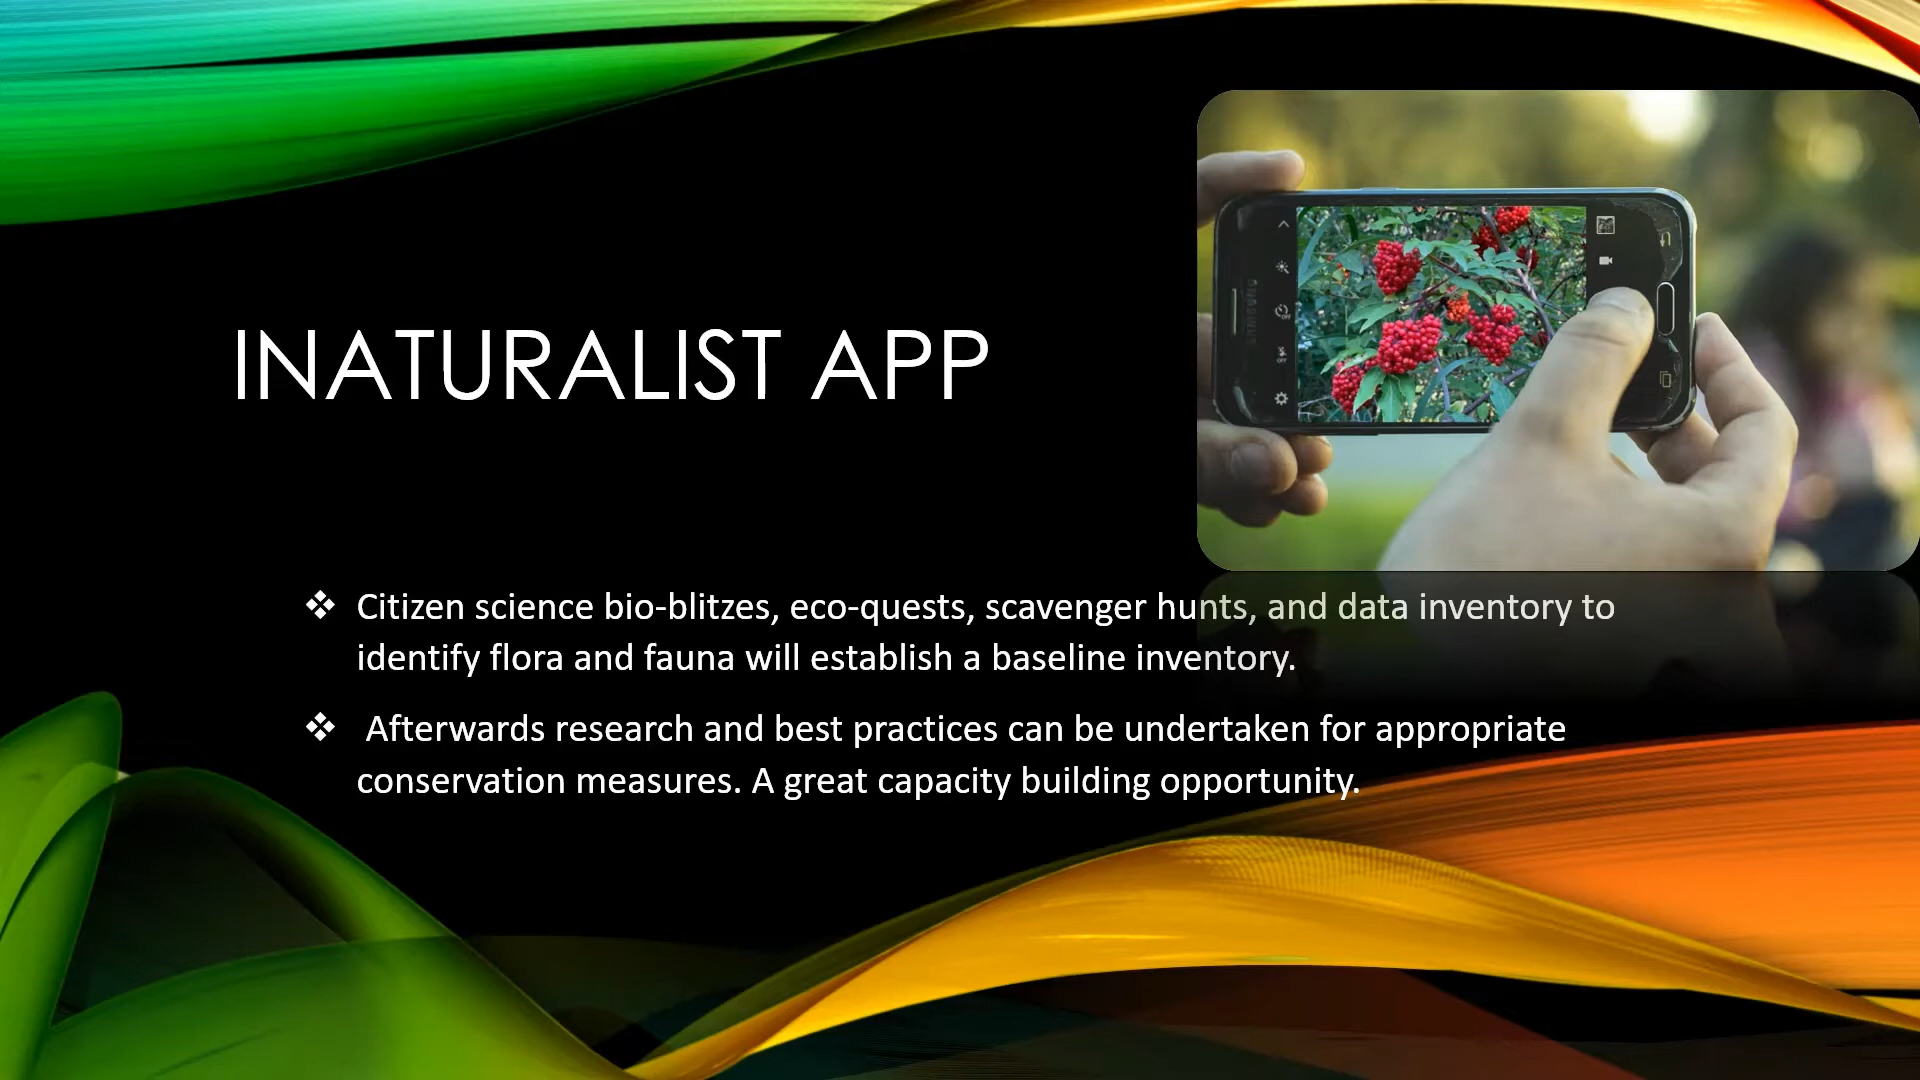 INATURALIST APP
❖ Citizen science bio-blitzes, eco-quests, scavenger hunts, and data inventory to
identify flora and fauna will establish a baseline inventory.
❖ Afterwards research and best practices can be undertaken for appropriate
conservation measures. A great capacity building opportunity.
SAMSUNG